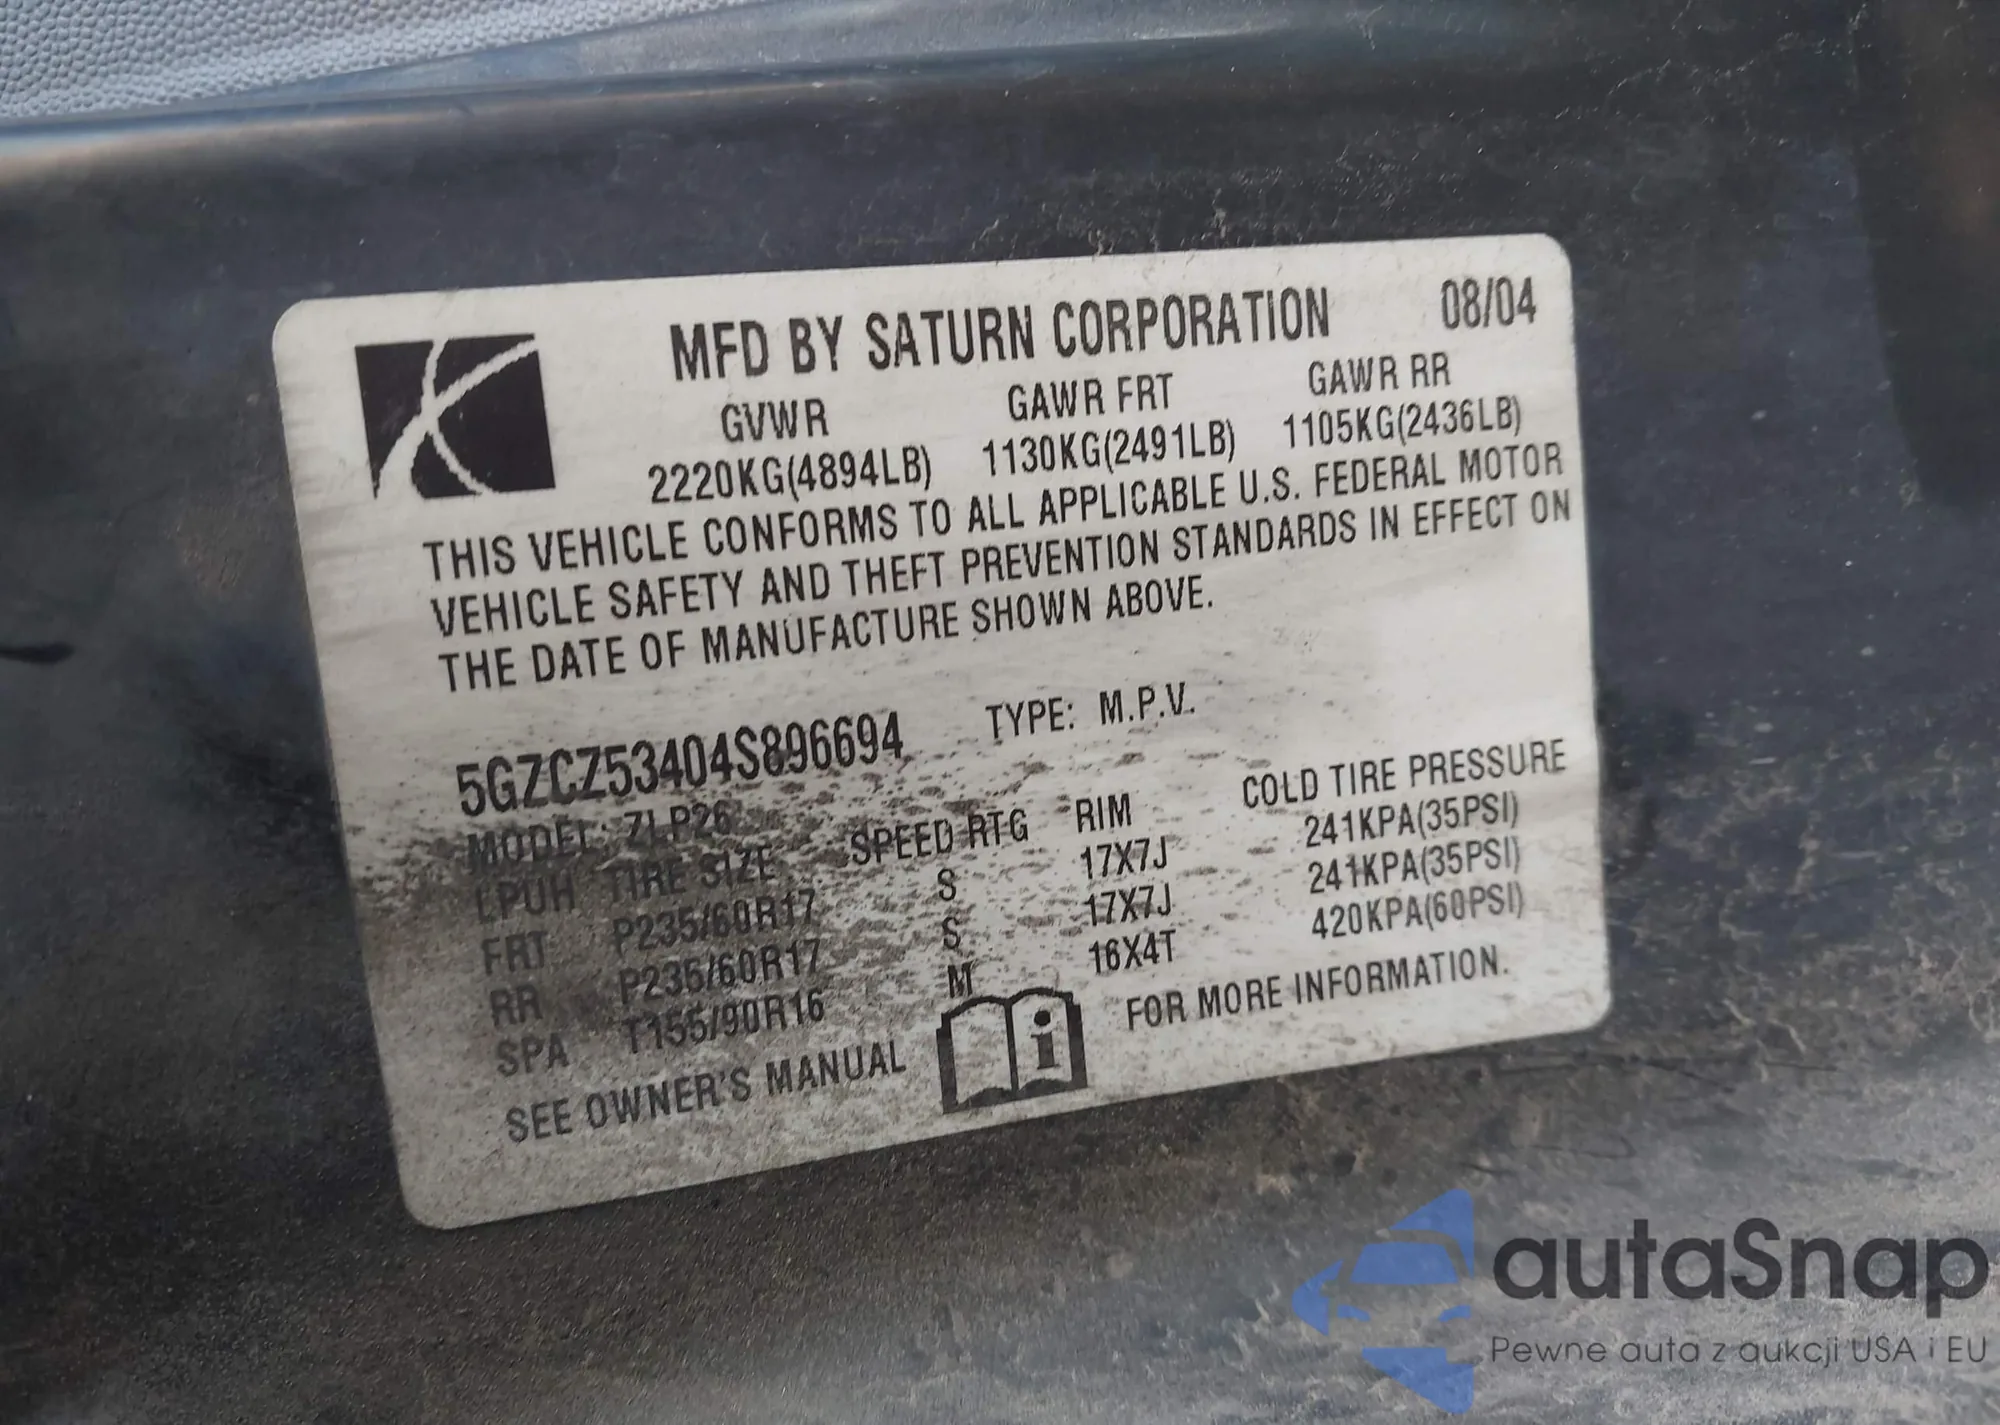 MFD BY SATURN CORPORATION 08/04
GVWR GAWR FRT GAWR RR
2220KG(4894LB) 1130KG(2491LB) 1105KG(2436LB)
THIS VEHICLE CONFORMS TO ALL APPLICABLE U.S. FEDERAL MOTOR
VEHICLE SAFETY AND THEFT PREVENTION STANDARDS IN EFFECT ON
THE DATE OF MANUFACTURE SHOWN ABOVE.
5GZCZ53404S896694 TYPE: M.P.V.
MODEL: ZLP26
LPUH TIRE SIZE SPEED RTG RIM COLD TIRE PRESSURE
FRT P235/60R17 S 17X7J 241KPA(35PSI)
RR P235/60R17 S 17X7J 241KPA(35PSI)
SPA T155/90R16 M 16X4T 420KPA(60PSI)
SEE OWNER'S MANUAL i FOR MORE INFORMATION.
autaSnap
Pewne auta z aukcji USA i EU